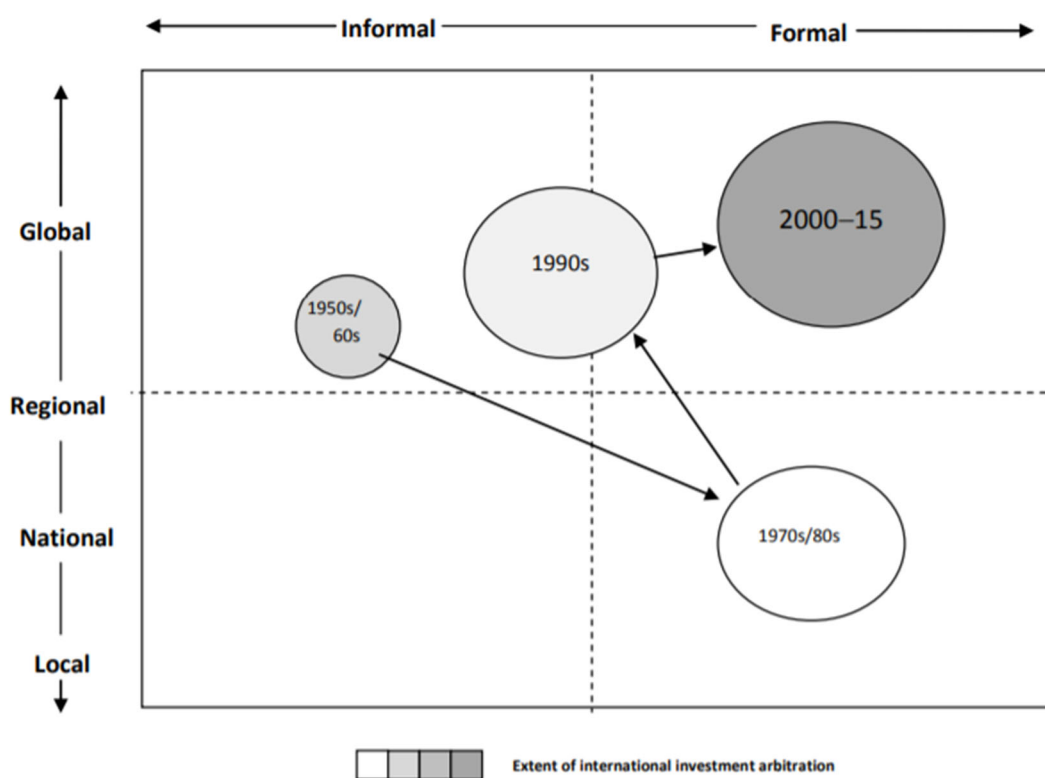 Informal
Formal
Global
2000–15
1990s
1950s/
60s
Regional
National
1970s/80s
Local
Extent of international investment arbitration